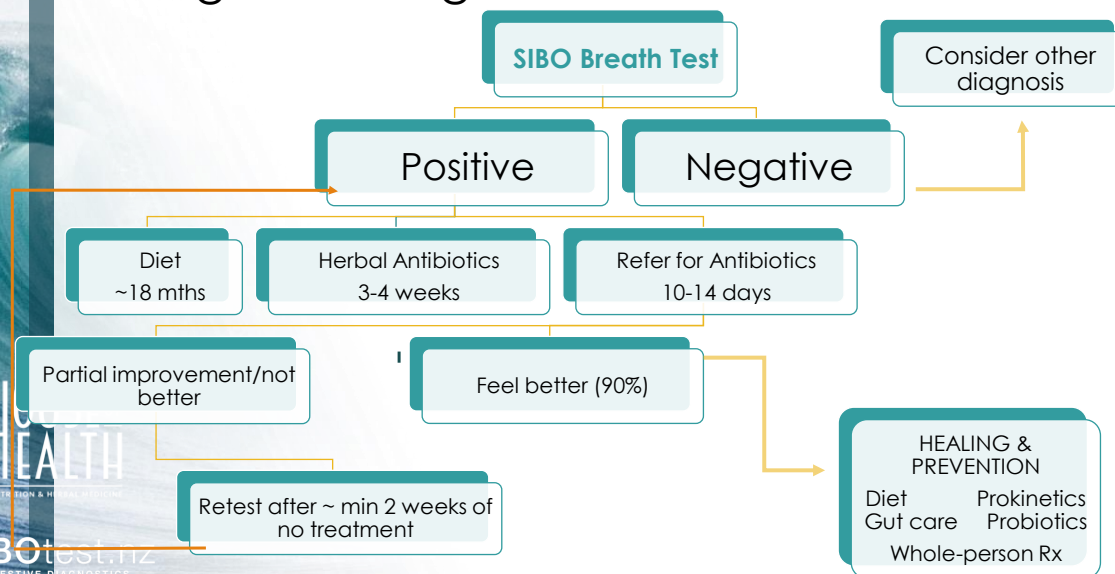 SIBO Breath Test
Consider other
diagnosis
Positive
Negative
Diet
~18 mths
Herbal Antibiotics
3-4 weeks
Refer for Antibiotics
10-14 days
Partial improvement/not
better
Feel better (90%)
HEALING &
PREVENTION
Diet Prokinetics
Gut care Probiotics
Whole-person Rx
Retest after ~ min 2 weeks of
no treatment
test.nz